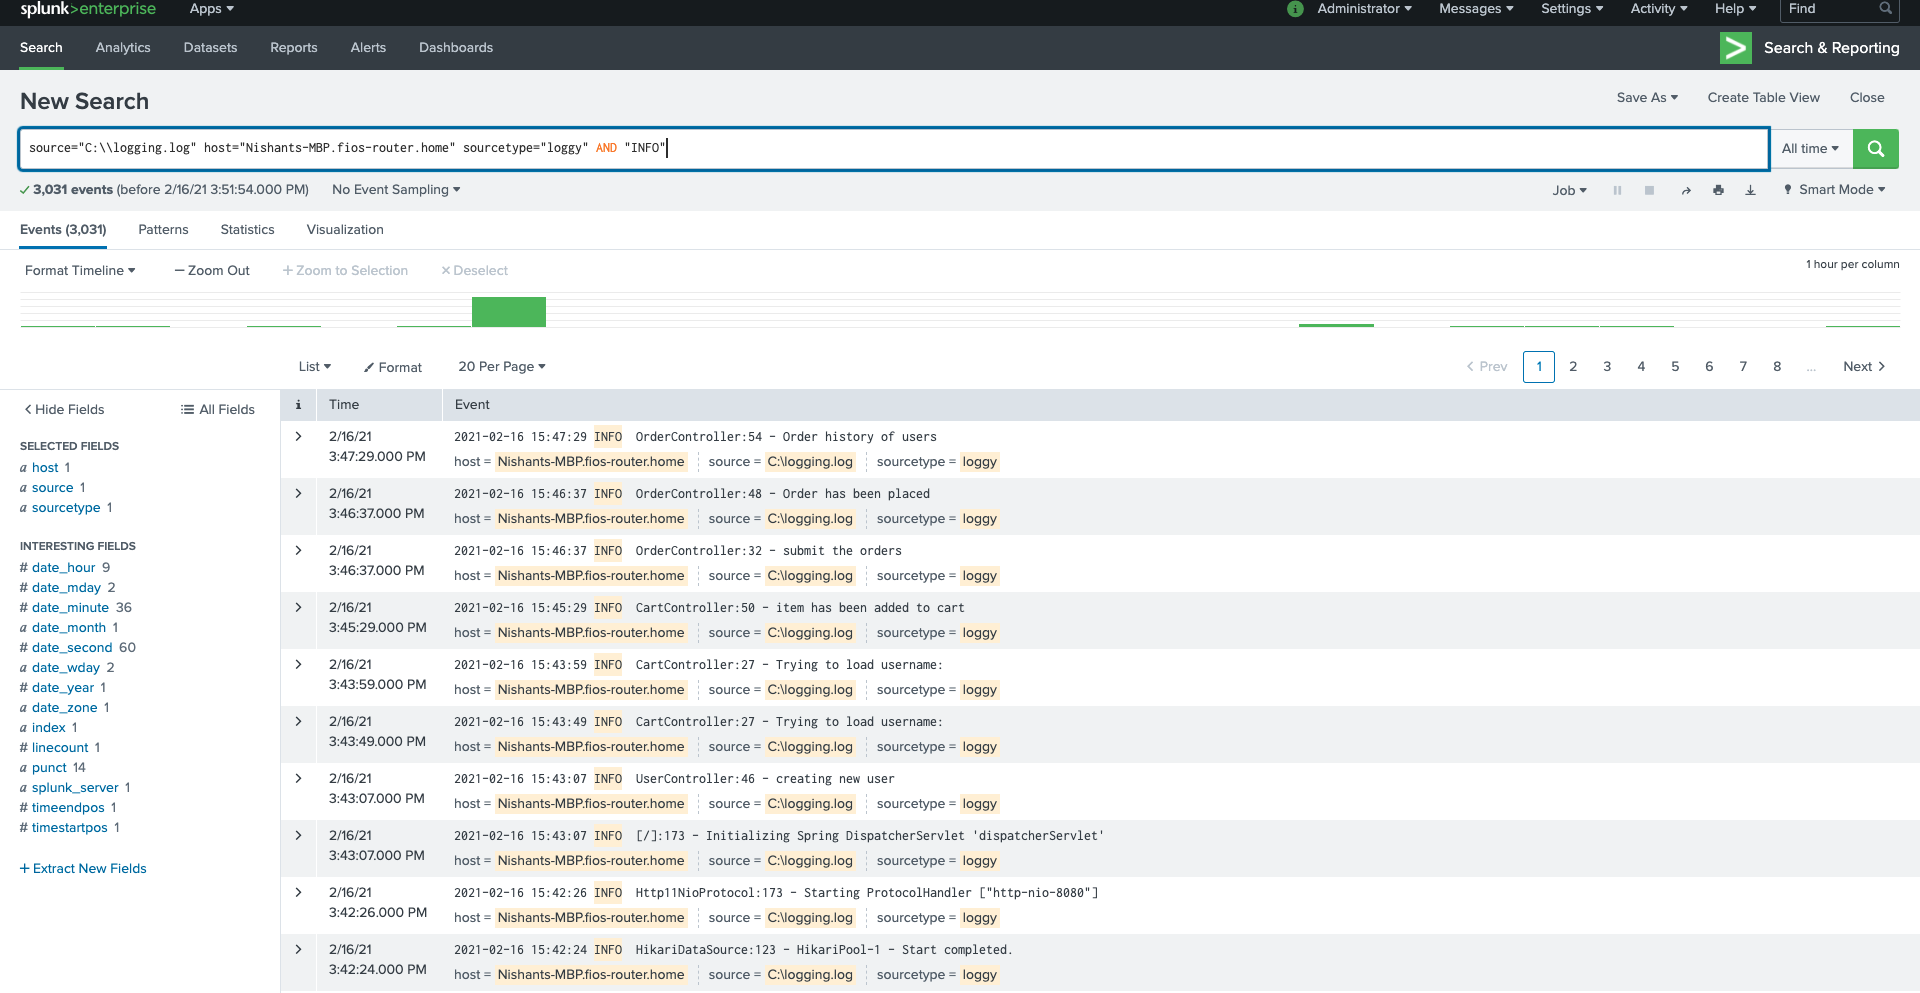 splunk>enterprise Apps Administrator Messages Settings Activity Help Find
Search Analytics Datasets Reports Alerts Dashboards Search & Reporting
New Search Save As Create Table View Close
source="C:\\logging.log" host="Nishants-MBP.fios-router.home" sourcetype="loggy" AND "INFO" All time
3,031 events (before 2/16/21 3:51:54.000 PM) No Event Sampling Job Smart Mode
Events (3,031) Patterns Statistics Visualization
Format Timeline — Zoom Out + Zoom to Selection × Deselect 1 hour per column
List Format 20 Per Page < Prev 1 2 3 4 5 6 7 8 ... Next >
< Hide Fields All Fields
SELECTED FIELDS
a host 1
a source 1
a sourcetype 1
INTERESTING FIELDS
# date_hour 9
# date_mday 2
# date_minute 36
a date_month 1
# date_second 60
a date_wday 2
# date_year 1
a date_zone 1
a index 1
# linecount 1
a punct 14
a splunk_server 1
# timeendpos 1
# timestartpos 1
+ Extract New Fields
i Time Event
> 2/16/21 2021-02-16 15:47:29 INFO OrderController:54 - Order history of users
3:47:29.000 PM host = Nishants-MBP.fios-router.home source = C:\logging.log sourcetype = loggy
> 2/16/21 2021-02-16 15:46:37 INFO OrderController:48 - Order has been placed
3:46:37.000 PM host = Nishants-MBP.fios-router.home source = C:\logging.log sourcetype = loggy
> 2/16/21 2021-02-16 15:46:37 INFO OrderController:32 - submit the orders
3:46:37.000 PM host = Nishants-MBP.fios-router.home source = C:\logging.log sourcetype = loggy
> 2/16/21 2021-02-16 15:45:29 INFO CartController:50 - item has been added to cart
3:45:29.000 PM host = Nishants-MBP.fios-router.home source = C:\logging.log sourcetype = loggy
> 2/16/21 2021-02-16 15:43:59 INFO CartController:27 - Trying to load username:
3:43:59.000 PM host = Nishants-MBP.fios-router.home source = C:\logging.log sourcetype = loggy
> 2/16/21 2021-02-16 15:43:49 INFO CartController:27 - Trying to load username:
3:43:49.000 PM host = Nishants-MBP.fios-router.home source = C:\logging.log sourcetype = loggy
> 2/16/21 2021-02-16 15:43:07 INFO UserController:46 - creating new user
3:43:07.000 PM host = Nishants-MBP.fios-router.home source = C:\logging.log sourcetype = loggy
> 2/16/21 2021-02-16 15:43:07 INFO [/]:173 - Initializing Spring DispatcherServlet 'dispatcherServlet'
3:43:07.000 PM host = Nishants-MBP.fios-router.home source = C:\logging.log sourcetype = loggy
> 2/16/21 2021-02-16 15:42:26 INFO Http11NioProtocol:173 - Starting ProtocolHandler ["http-nio-8080"]
3:42:26.000 PM host = Nishants-MBP.fios-router.home source = C:\logging.log sourcetype = loggy
> 2/16/21 2021-02-16 15:42:24 INFO HikariDataSource:123 - HikariPool-1 - Start completed.
3:42:24.000 PM host = Nishants-MBP.fios-router.home source = C:\logging.log sourcetype = loggy